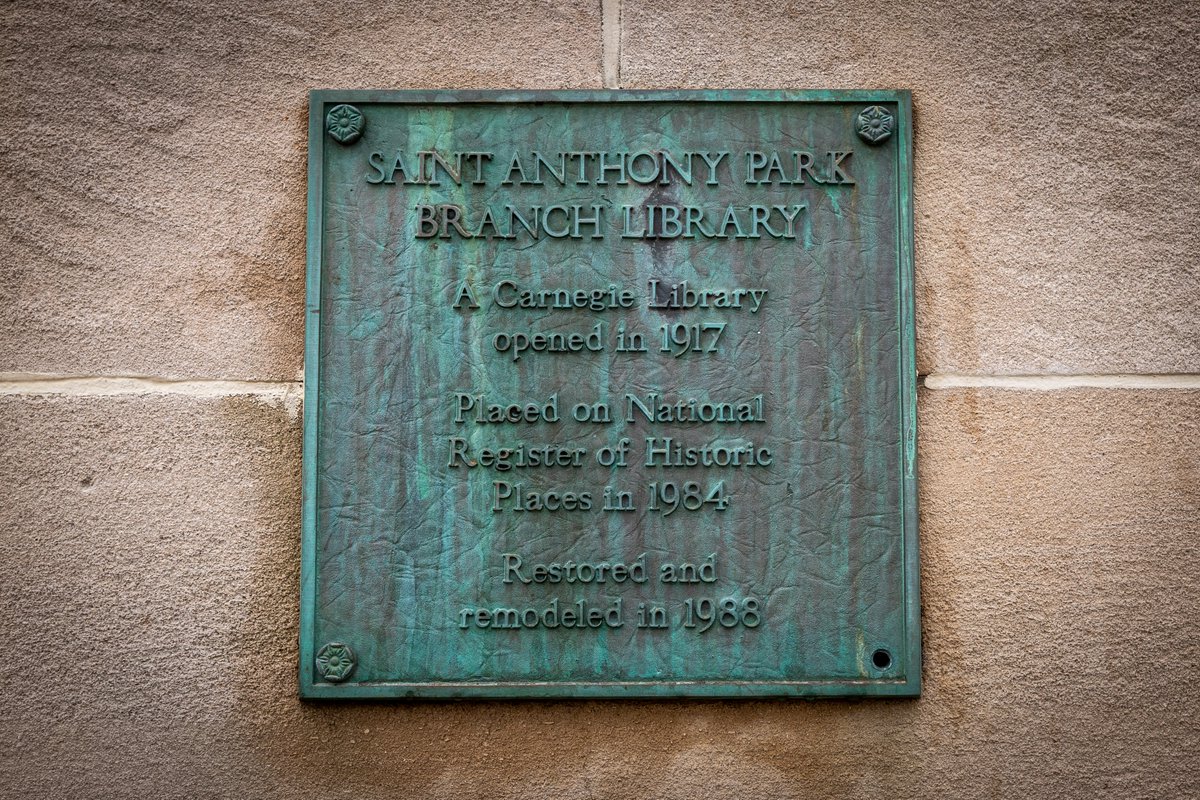 SAINT ANTHONY PARK
BRANCH LIBRARY
A Carnegie Library
opened in 1917
Placed on National
Register of Historic
Places in 1984
Restored and
remodeled in 1988